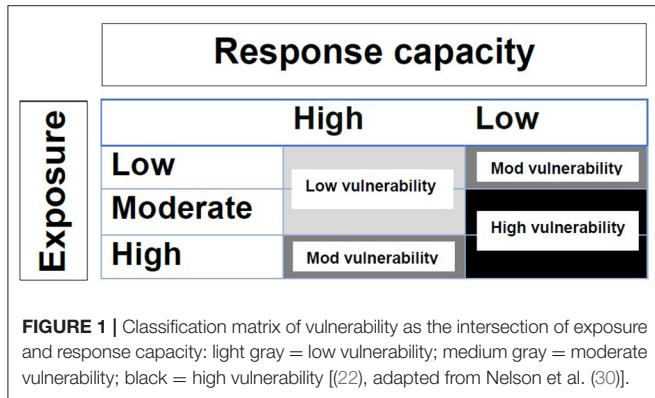 Response capacity
Exposure
High Low
Low
Low vulnerability
Mod vulnerability
Moderate
High vulnerability
High
Mod vulnerability
FIGURE 1 | Classification matrix of vulnerability as the intersection of exposure
and response capacity: light gray = low vulnerability; medium gray = moderate
vulnerability; black = high vulnerability [(22), adapted from Nelson et al. (30)].